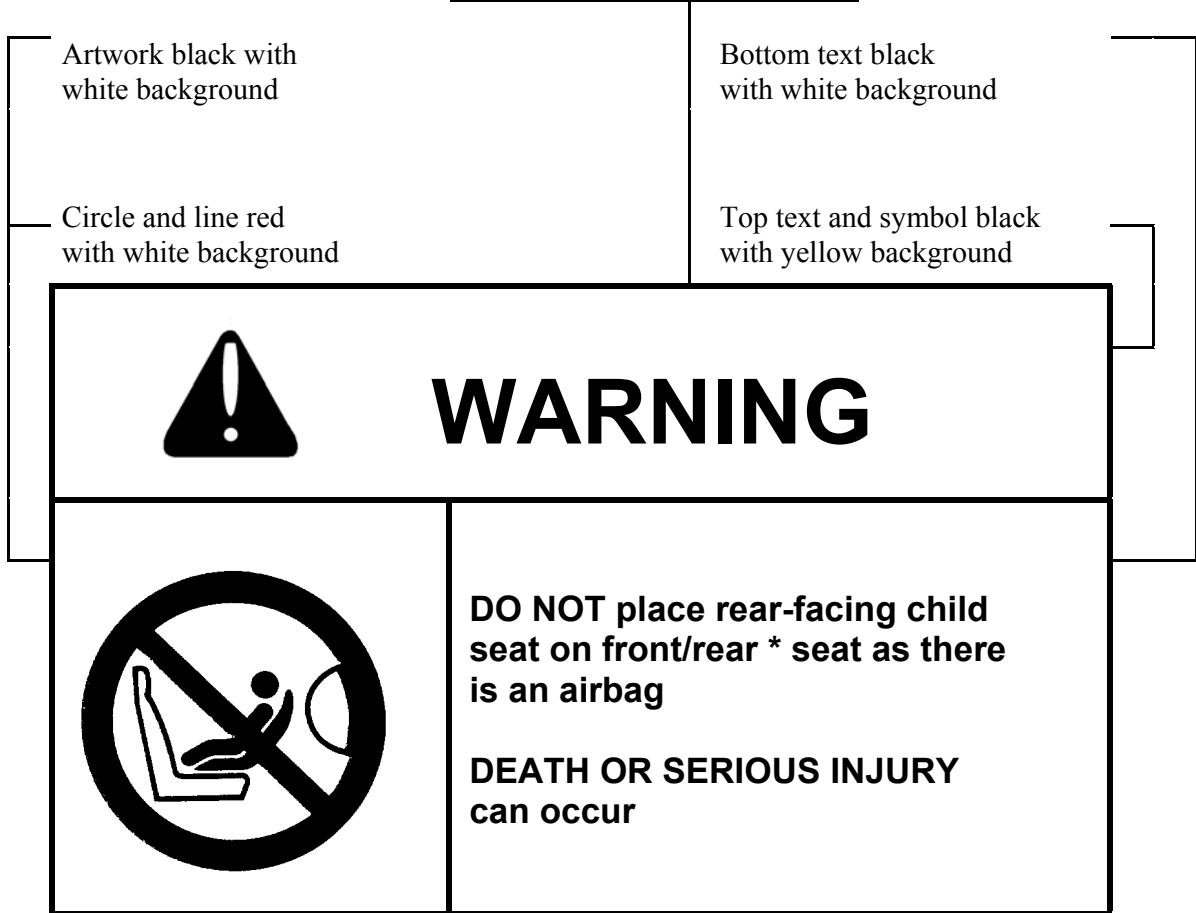 Artwork black with
white background
Bottom text black
with white background
Circle and line red
with white background
Top text and symbol black
with yellow background
WARNING
DO NOT place rear-facing child
seat on front/rear * seat as there
is an airbag
DEATH OR SERIOUS INJURY
can occur